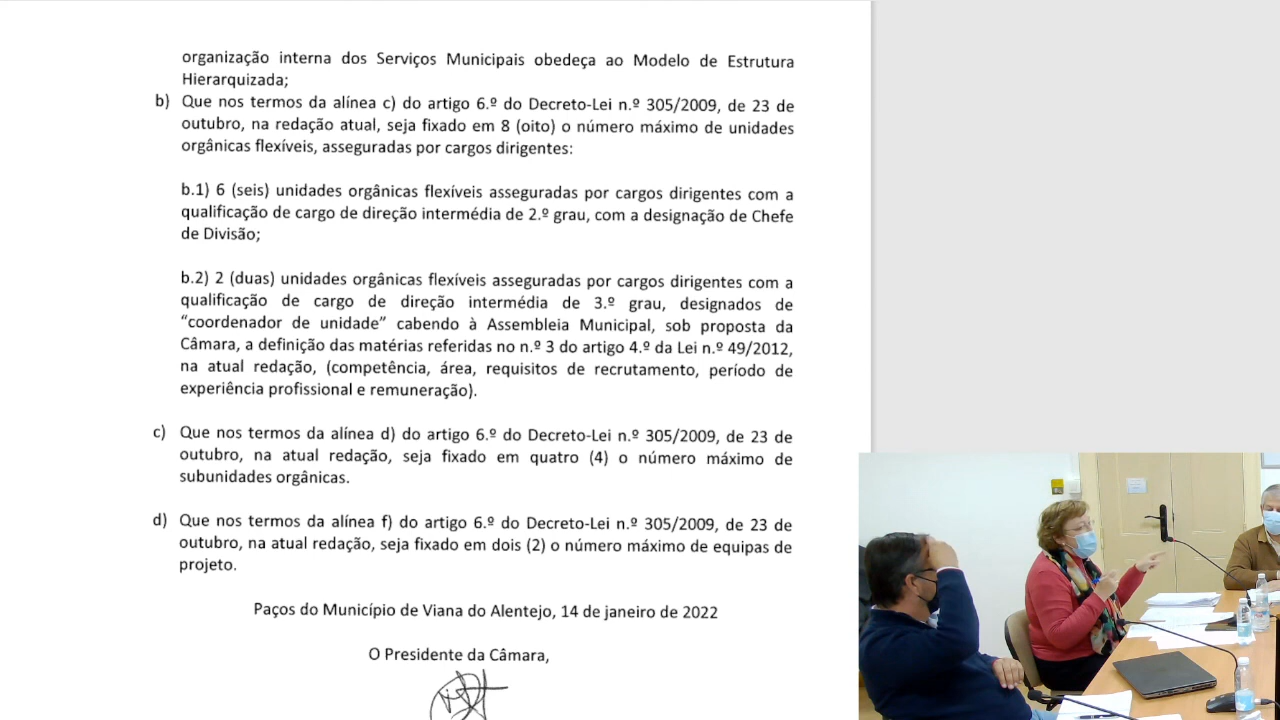 organização interna dos Serviços Municipais obedeça ao Modelo de Estrutura
Hierarquizada;
b) Que nos termos da alínea c) do artigo 6.º do Decreto-Lei n.º 305/2009, de 23 de
outubro, na redação atual, seja fixado em 8 (oito) o número máximo de unidades
orgânicas flexíveis, asseguradas por cargos dirigentes:
b.1) 6 (seis) unidades orgânicas flexíveis asseguradas por cargos dirigentes com a
qualificação de cargo de direção intermédia de 2.º grau, com a designação de Chefe
de Divisão;
b.2) 2 (duas) unidades orgânicas flexíveis asseguradas por cargos dirigentes com a
qualificação de cargo de direção intermédia de 3.º grau, designados de
“coordenador de unidade” cabendo à Assembleia Municipal, sob proposta da
Câmara, a definição das matérias referidas no n.º 3 do artigo 4.º da Lei n.º 49/2012,
na atual redação, (competência, área, requisitos de recrutamento, período de
experiência profissional e remuneração).
c) Que nos termos da alínea d) do artigo 6.º do Decreto-Lei n.º 305/2009, de 23 de
outubro, na atual redação, seja fixado em quatro (4) o número máximo de
subunidades orgânicas.
d) Que nos termos da alínea f) do artigo 6.º do Decreto-Lei n.º 305/2009, de 23 de
outubro, na atual redação, seja fixado em dois (2) o número máximo de equipas de
projeto.
Paços do Município de Viana do Alentejo, 14 de janeiro de 2022
O Presidente da Câmara,